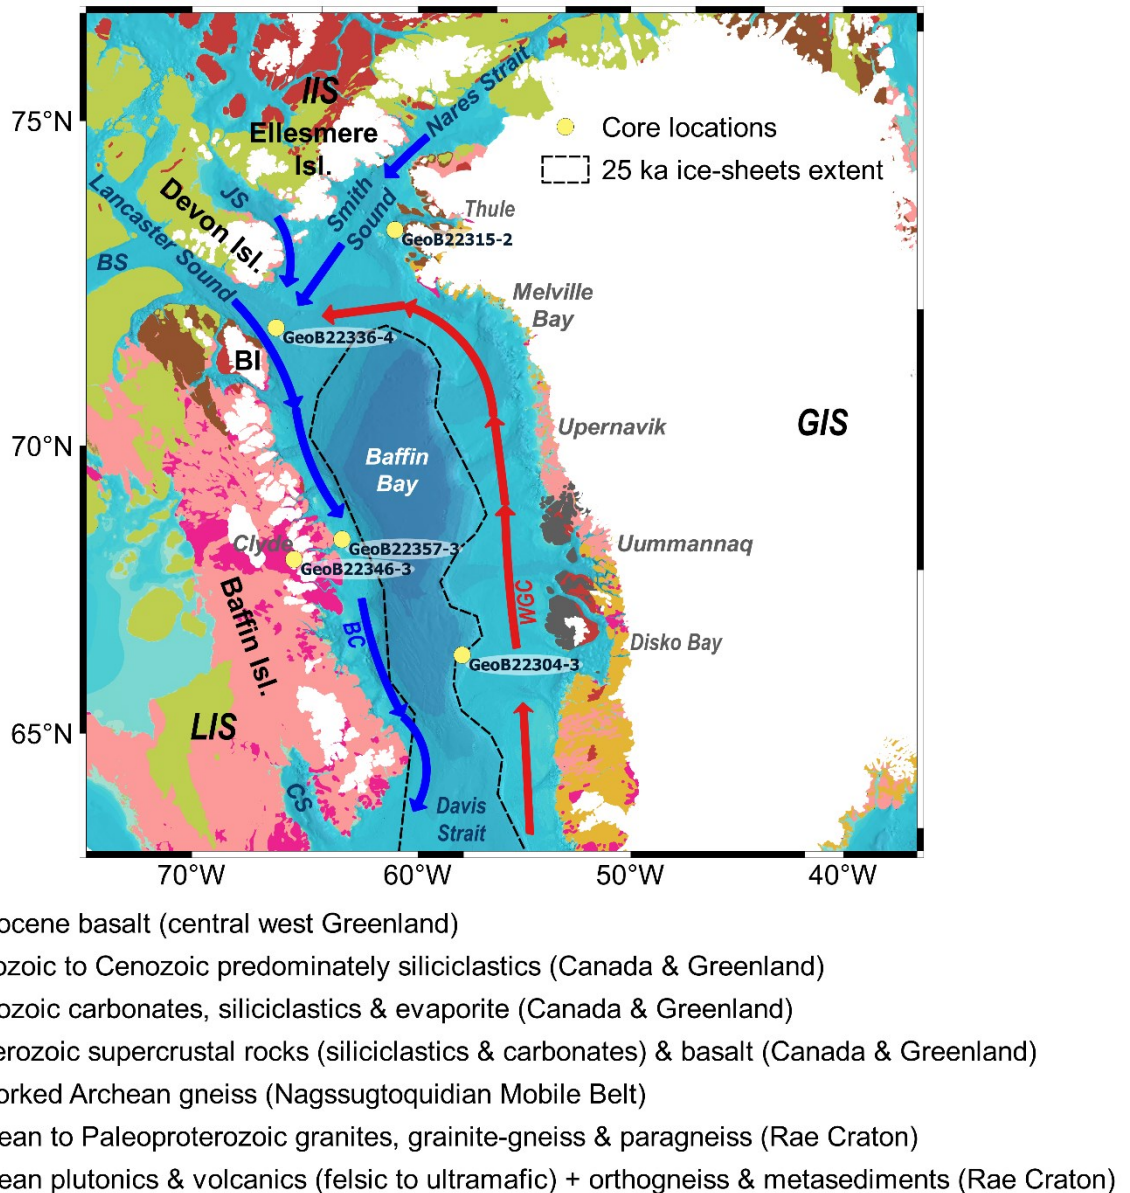 75°N
70°N
65°N
IIS
Ellesmere
Isl.
Nares Strait
Core locations
25 ka ice-sheets extent
Lancaster Sound
JS
Devon Isl.
Smith
Sound
Thule
GeoB22315-2
BS
Melville
Bay
GeoB22336-4
BI
GIS
Upernavik
Baffin
Bay
Clyde
GeoB22357-3
GeoB22346-3
Uummannaq
WGC
Baffin Isl.
BC
Disko Bay
GeoB22304-3
LIS
CS
Davis
Strait
70°W
60°W
50°W
40°W
ocene basalt (central west Greenland)
ozoic to Cenozoic predominately siliciclastics (Canada & Greenland)
ozoic carbonates, siliciclastics & evaporite (Canada & Greenland)
erozoic supercrustal rocks (siliciclastics & carbonates) & basalt (Canada & Greenland)
orked Archean gneiss (Nagssugtoquidian Mobile Belt)
ean to Paleoproterozoic granites, grainite-gneiss & paragneiss (Rae Craton)
ean plutonics & volcanics (felsic to ultramafic) + orthogneiss & metasediments (Rae Craton)